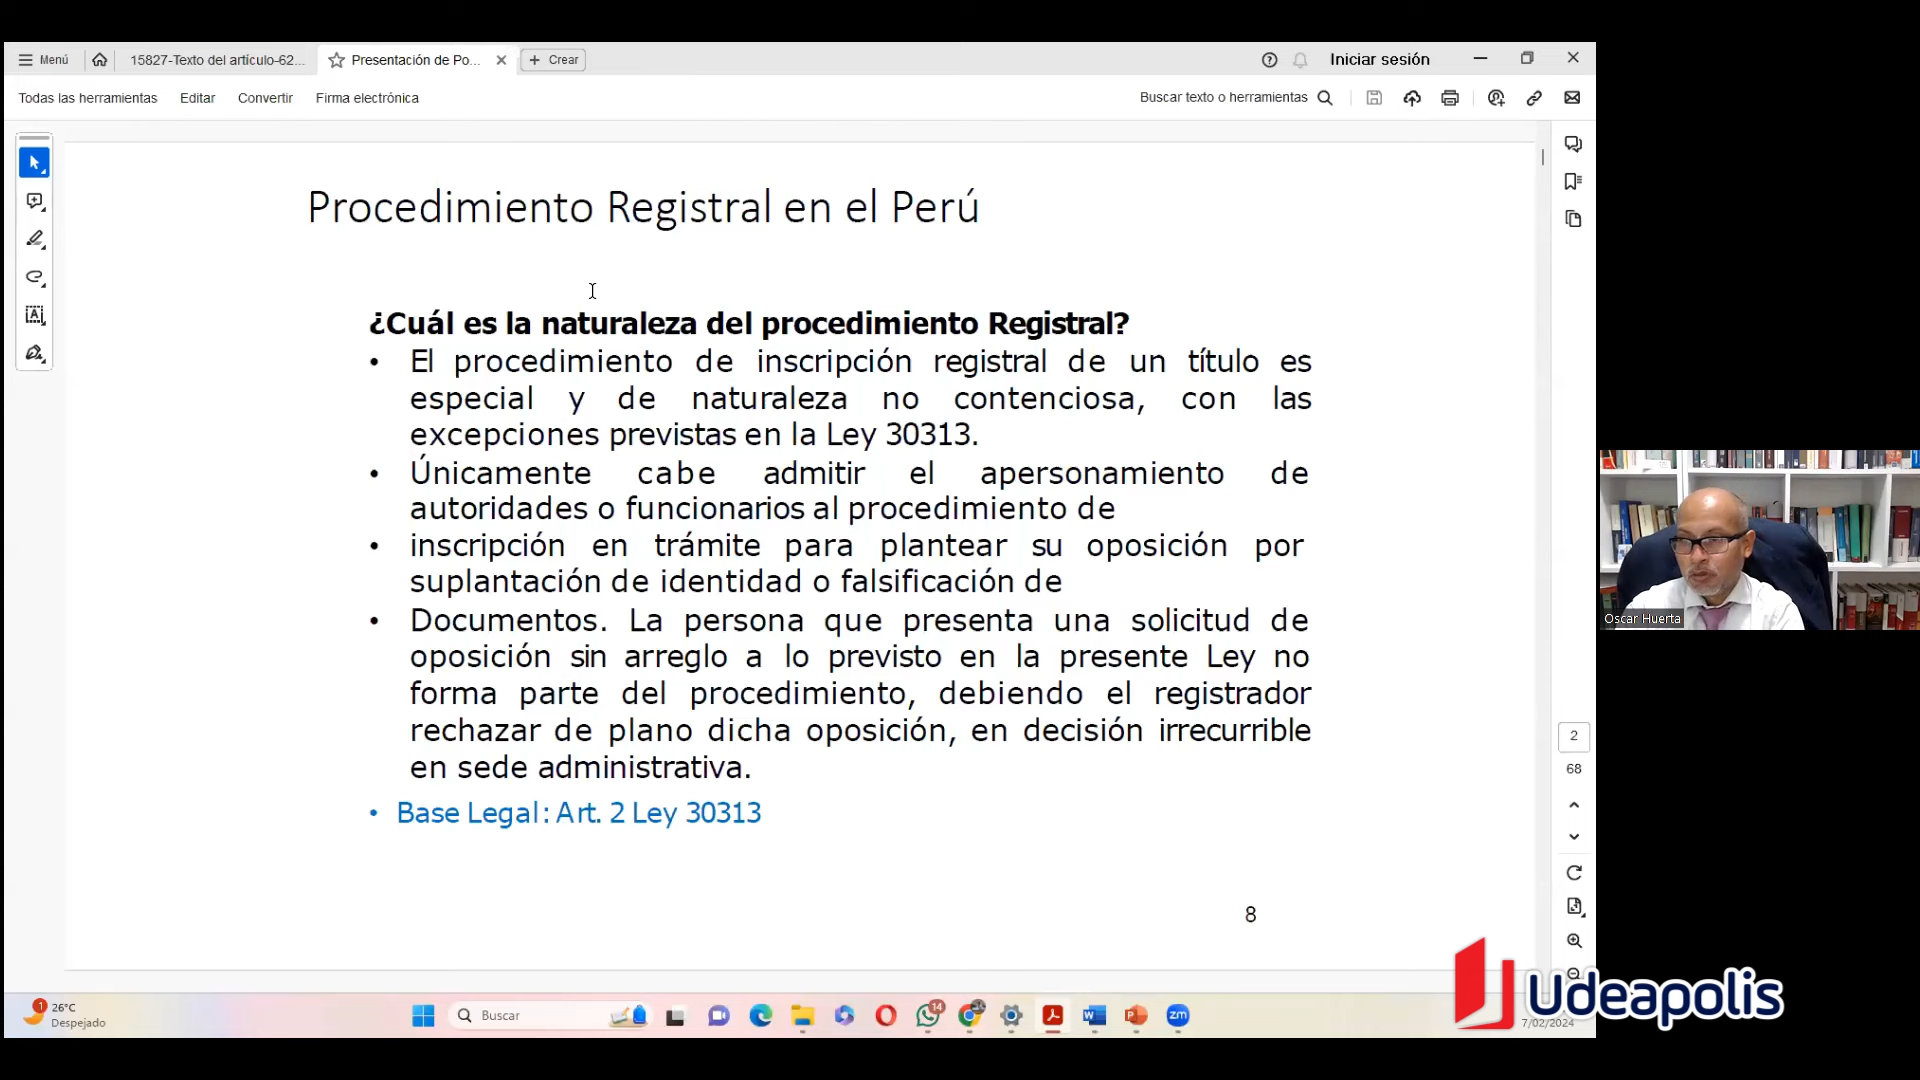 Menú
15827-Texto del artículo-62...
Presentación de Po...
Crear
Iniciar sesión
Todas las herramientas
Editar
Convertir
Firma electrónica
Buscar texto o herramientas
Procedimiento Registral en el Perú
¿Cuál es la naturaleza del procedimiento Registral?
• El procedimiento de inscripción registral de un título es
especial y de naturaleza no contenciosa, con las
excepciones previstas en la Ley 30313.
• Únicamente cabe admitir el apersonamiento de
autoridades o funcionarios al procedimiento de
• inscripción en trámite para plantear su oposición por
suplantación de identidad o falsificación de
• Documentos. La persona que presenta una solicitud de
oposición sin arreglo a lo previsto en la presente Ley no
forma parte del procedimiento, debiendo el registrador
rechazar de plano dicha oposición, en decisión irrecurrible
en sede administrativa.
• Base Legal: Art. 2 Ley 30313
8
2
68
Oscar Huerta
1
26°C
Despejado
Buscar
14
zm
7/02/2024
Udeapolis